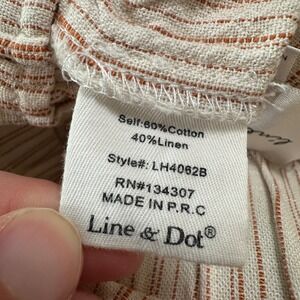 Self:60%Cotton
40%Linen
Style#: LH4062B
RN#134307
MADE IN P.R.C
Line & Dot®